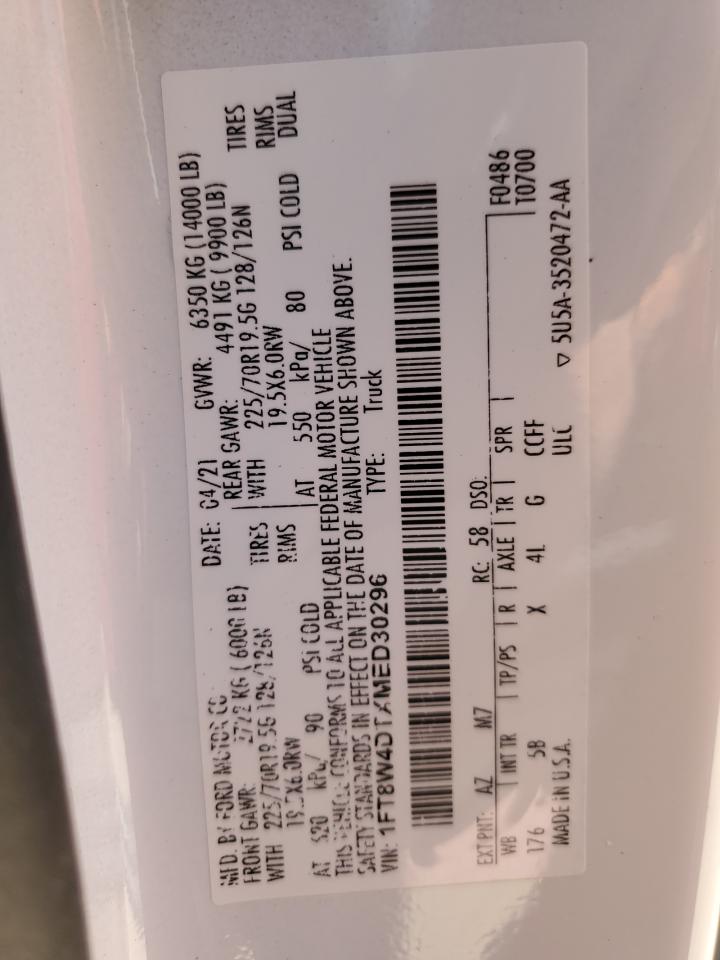 MFD. BY FORD MOTOR CO. DATE: 04/21 GVWR: 6350 KG (14000 LB)
FRONT GAWR: 2722 KG (6000 LB) REAR GAWR: 4491 KG (9900 LB)
WITH 225/70R19.5G 128/126N TIRES WITH 225/70R19.5G 128/126N TIRES
19.5X6.0RW RIMS 19.5X6.0RW RIMS
AT 620 kPa/ 90 PSI COLD AT 550 kPa/ 80 PSI COLD DUAL
THIS VEHICLE CONFORMS TO ALL APPLICABLE FEDERAL MOTOR VEHICLE
SAFETY STANDARDS IN EFFECT ON THE DATE OF MANUFACTURE SHOWN ABOVE.
VIN: 1FT8W4DTXMED30296 TYPE: Truck
EXT PNT: AZ M7 RC: 58 DSO: F0486
WB INT TR TP/PS R AXLE TR SPR T0700
176 5B X 4L G CCFF
MADE IN U.S.A. ULC ▽ 5U5A-3520472-AA